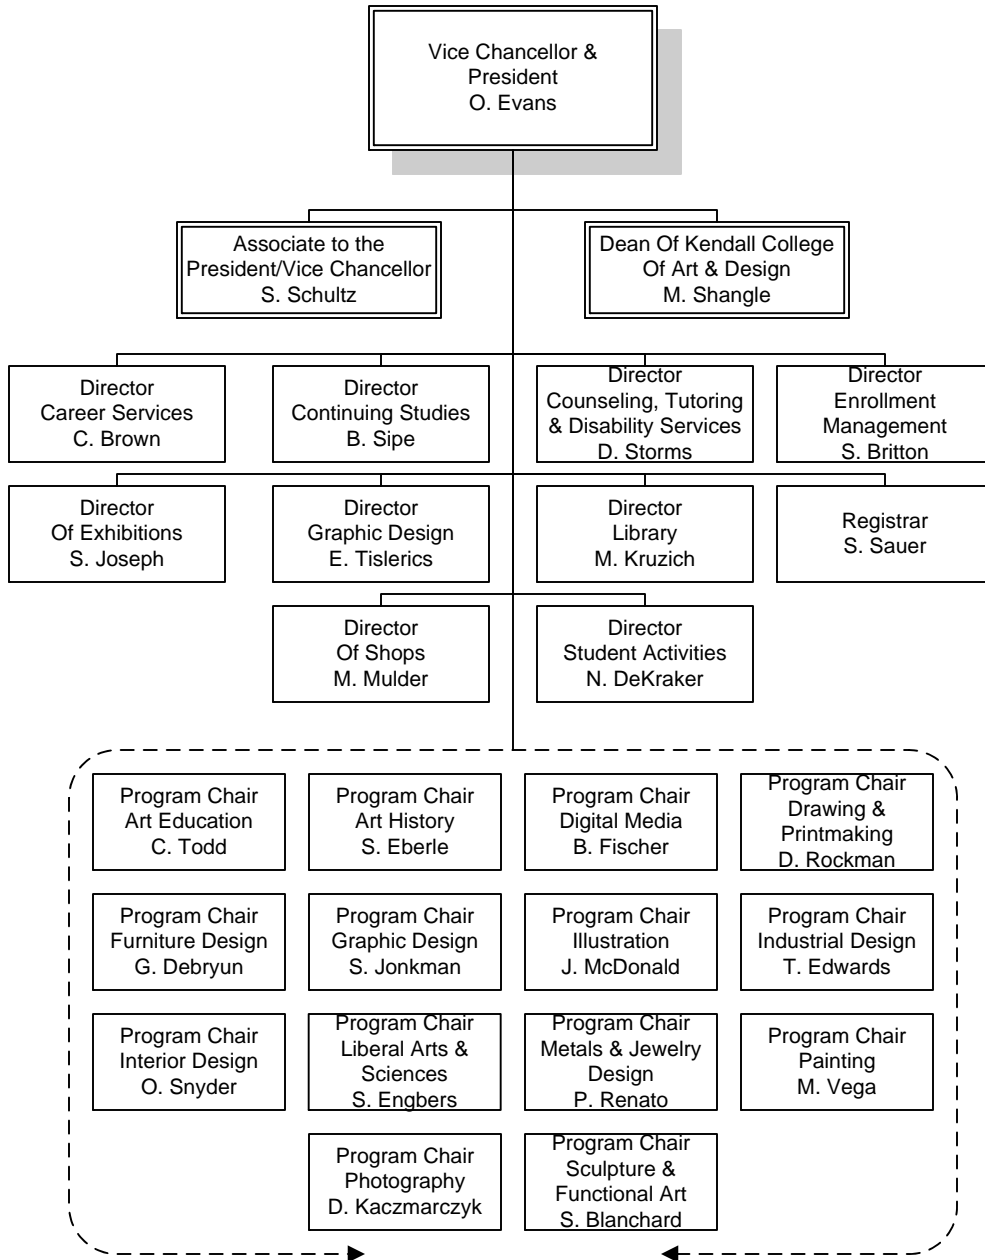 Vice Chancellor &
President
O. Evans
Associate to the
President/Vice Chancellor
S. Schultz
Dean Of Kendall College
Of Art & Design
M. Shangle
Director
Career Services
C. Brown
Director
Continuing Studies
B. Sipe
Director
Counseling, Tutoring
& Disability Services
D. Storms
Director
Enrollment
Management
S. Britton
Director
Of Exhibitions
S. Joseph
Director
Graphic Design
E. Tislerics
Director
Library
M. Kruzich
Registrar
S. Sauer
Director
Of Shops
M. Mulder
Director
Student Activities
N. DeKraker
Program Chair
Art Education
C. Todd
Program Chair
Art History
S. Eberle
Program Chair
Digital Media
B. Fischer
Program Chair
Drawing &
Printmaking
D. Rockman
Program Chair
Furniture Design
G. Debryun
Program Chair
Graphic Design
S. Jonkman
Program Chair
Illustration
J. McDonald
Program Chair
Industrial Design
T. Edwards
Program Chair
Interior Design
O. Snyder
Program Chair
Liberal Arts &
Sciences
S. Engbers
Program Chair
Metals & Jewelry
Design
P. Renato
Program Chair
Painting
M. Vega
Program Chair
Photography
D. Kaczmarczyk
Program Chair
Sculpture &
Functional Art
S. Blanchard